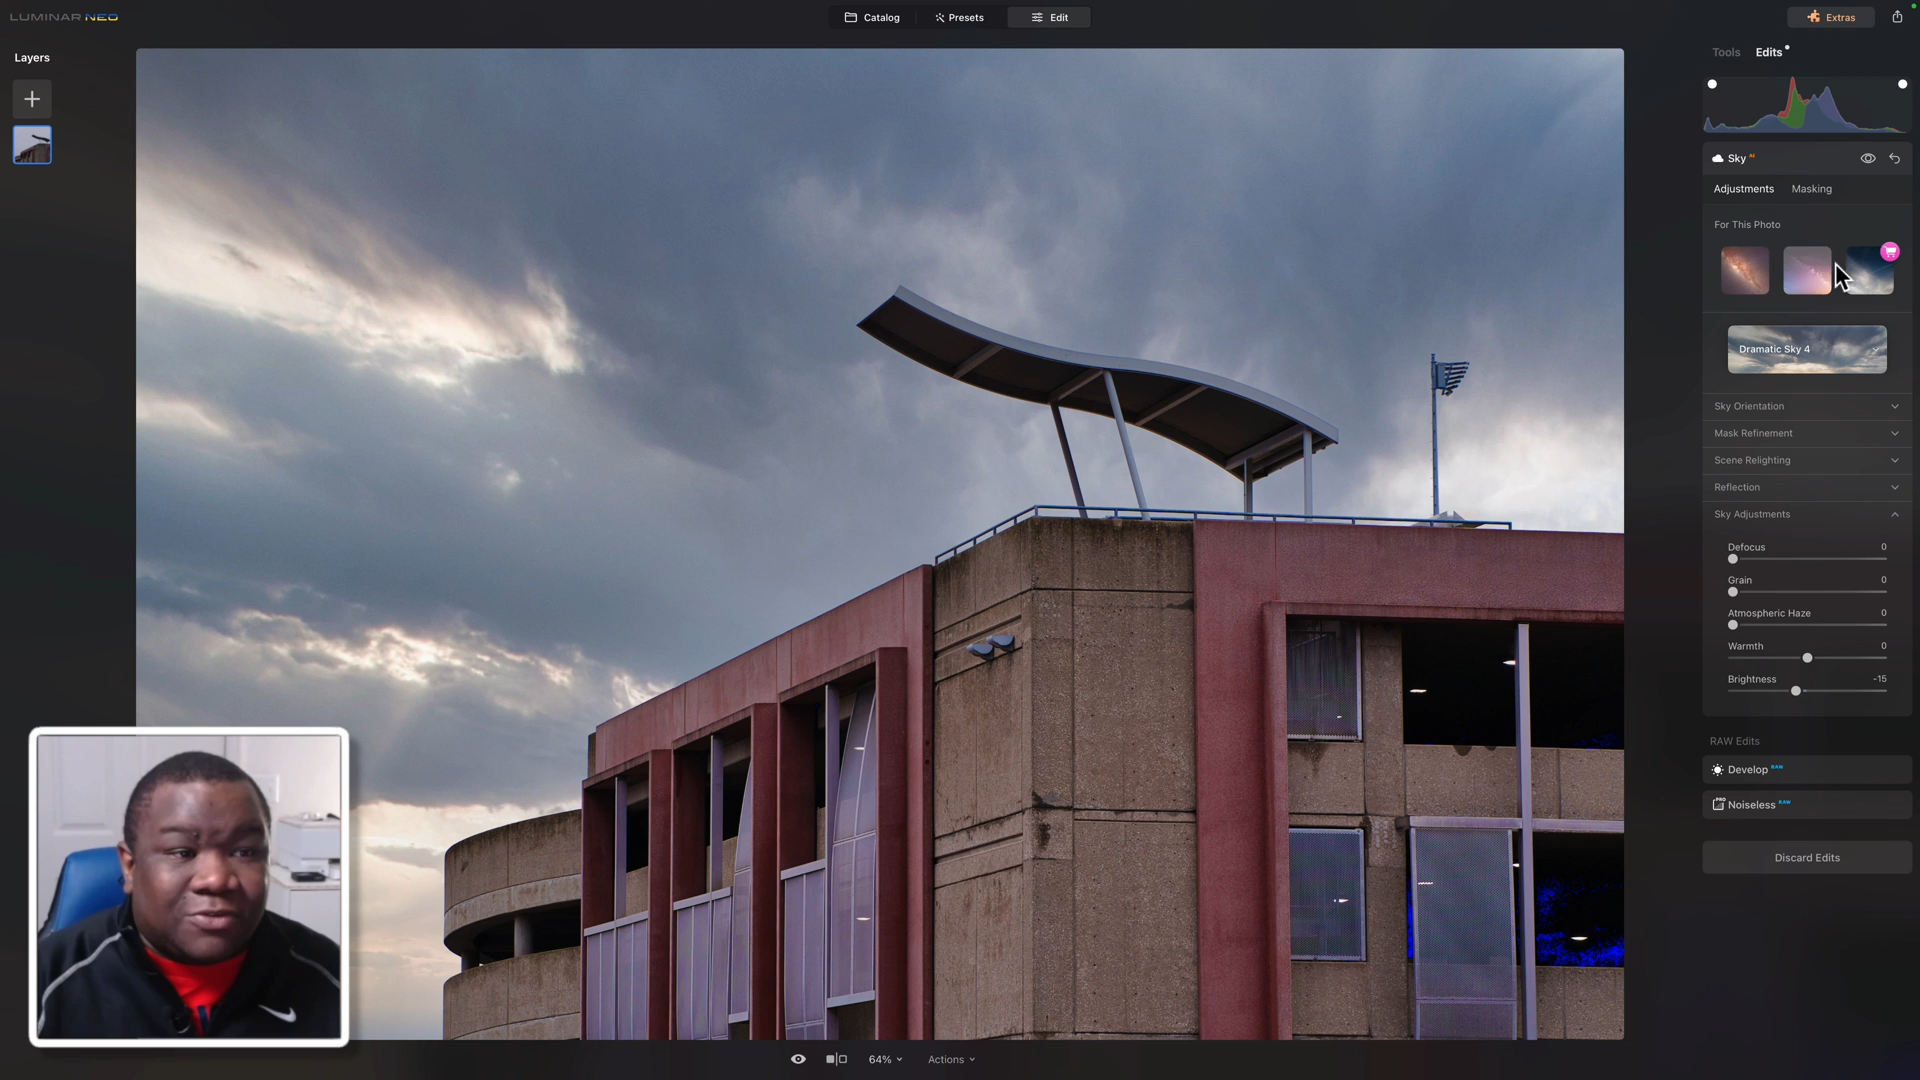 LUMINAR NEO
Catalog
Presets
Edit
Extras
Layers
Tools
Edits
Sky AI
Adjustments
Masking
For This Photo
Dramatic Sky 4
Sky Orientation
Mask Refinement
Scene Relighting
Reflection
Sky Adjustments
Defocus 0
Grain 0
Atmospheric Haze 0
Warmth 0
Brightness -15
RAW Edits
Develop RAW
PRO
Noiseless RAW
Discard Edits
64%
Actions